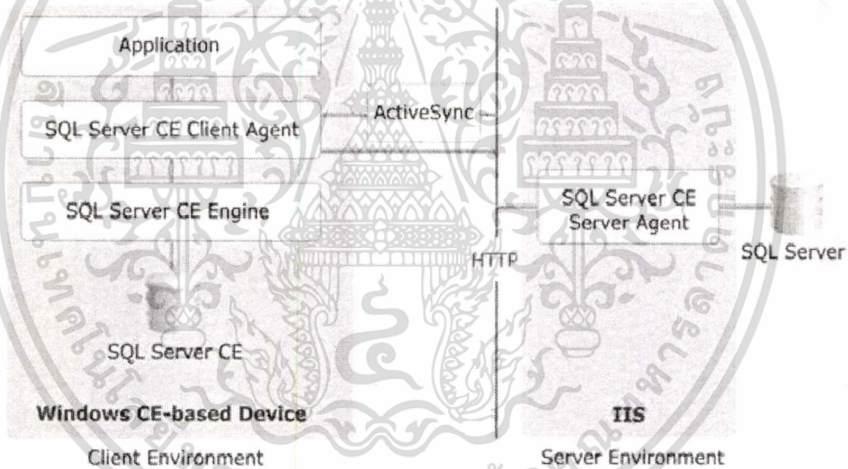 Application
SQL Server CE Client Agent
ActiveSync
SQL Server CE Engine
SQL Server CE
Server Agent
SQL Server
HTTP
SQL Server CE
Windows CE-based Device
IIS
Client Environment
Server Environment